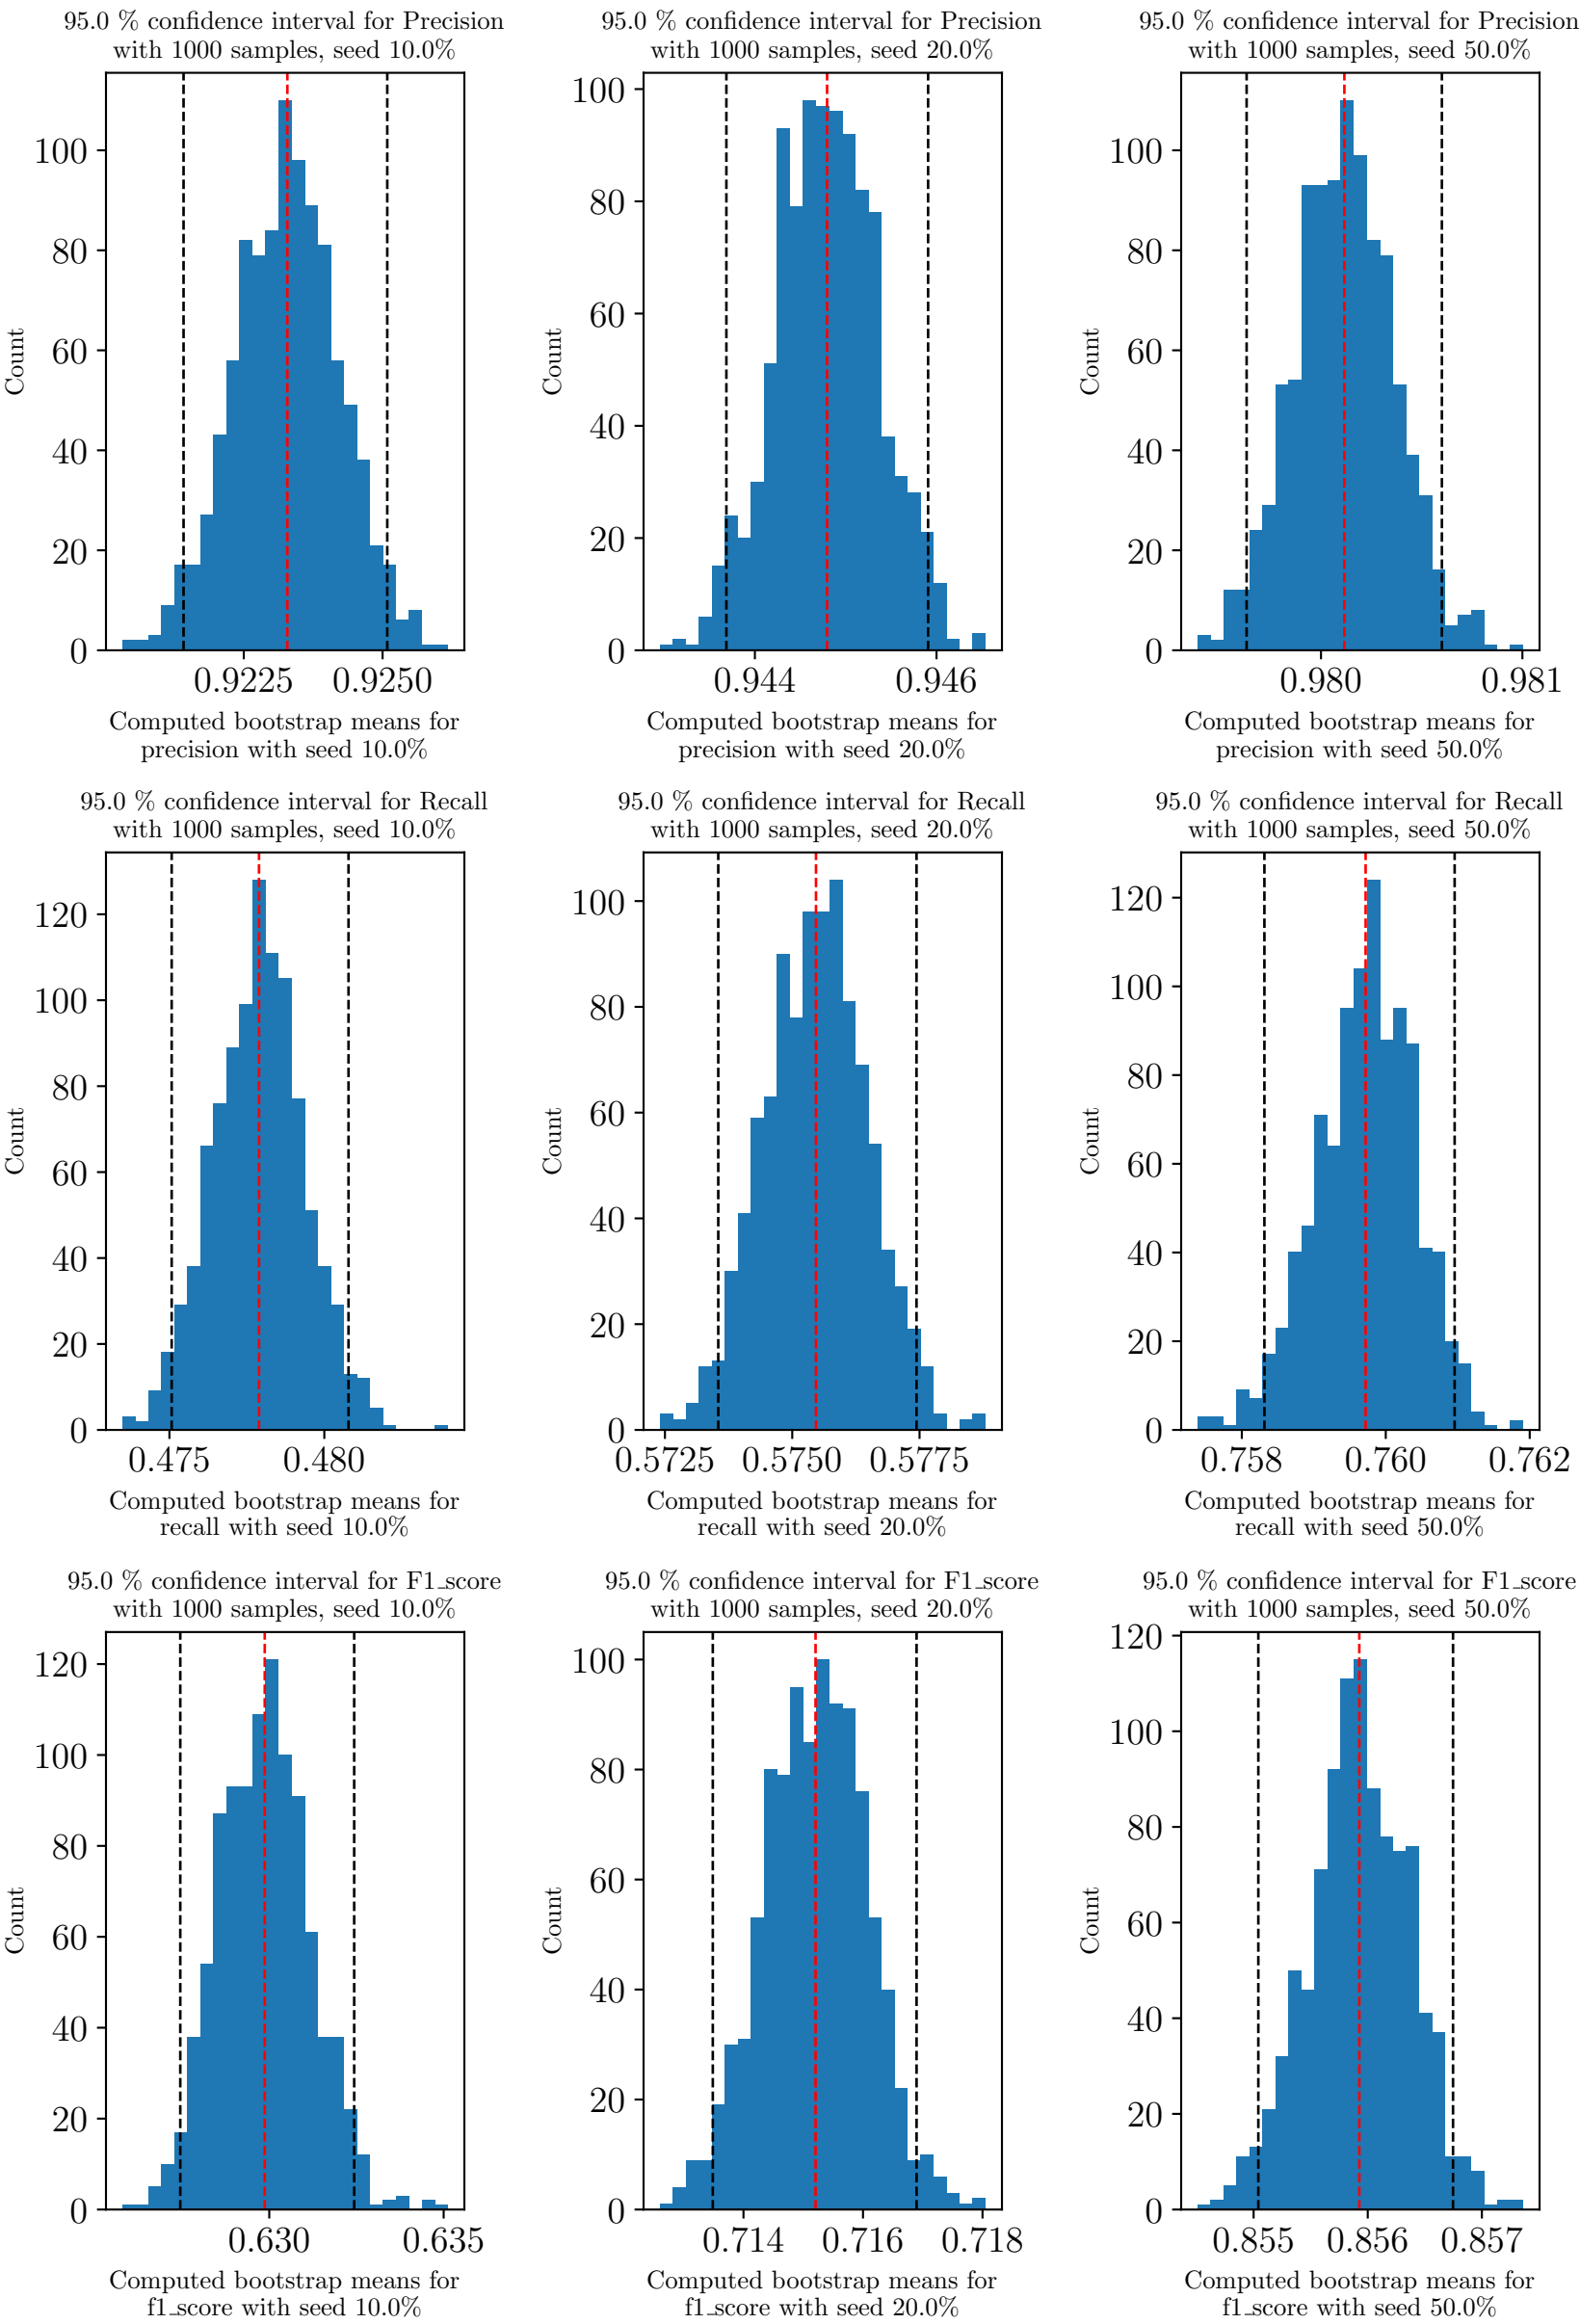 95.0 % confidence interval for Precision
with 1000 samples, seed 10.0%
Count
0
20
40
60
80
100
0.9225
0.9250
Computed bootstrap means for
precision with seed 10.0%
95.0 % confidence interval for Precision
with 1000 samples, seed 20.0%
Count
0
20
40
60
80
100
0.944
0.946
Computed bootstrap means for
precision with seed 20.0%
95.0 % confidence interval for Precision
with 1000 samples, seed 50.0%
Count
0
20
40
60
80
100
0.980
0.981
Computed bootstrap means for
precision with seed 50.0%
95.0 % confidence interval for Recall
with 1000 samples, seed 10.0%
Count
0
20
40
60
80
100
120
0.475
0.480
Computed bootstrap means for
recall with seed 10.0%
95.0 % confidence interval for Recall
with 1000 samples, seed 20.0%
Count
0
20
40
60
80
100
0.5725
0.5750
0.5775
Computed bootstrap means for
recall with seed 20.0%
95.0 % confidence interval for Recall
with 1000 samples, seed 50.0%
Count
0
20
40
60
80
100
120
0.758
0.760
0.762
Computed bootstrap means for
recall with seed 50.0%
95.0 % confidence interval for F1_score
with 1000 samples, seed 10.0%
Count
0
20
40
60
80
100
120
0.630
0.635
Computed bootstrap means for
f1_score with seed 10.0%
95.0 % confidence interval for F1_score
with 1000 samples, seed 20.0%
Count
0
20
40
60
80
100
0.714
0.716
0.718
Computed bootstrap means for
f1_score with seed 20.0%
95.0 % confidence interval for F1_score
with 1000 samples, seed 50.0%
Count
0
20
40
60
80
100
120
0.855
0.856
0.857
Computed bootstrap means for
f1_score with seed 50.0%